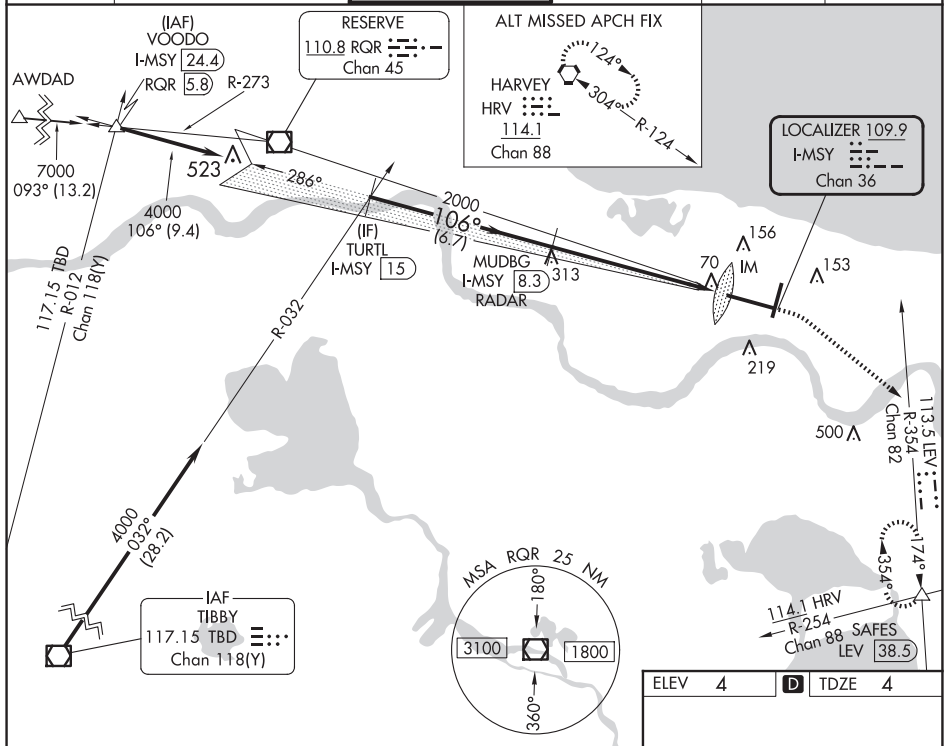 (IAF)
VOODO
I-MSY 24.4
RQR 5.8
RESERVE
110.8 RQR
Chan 45
ALT MISSED APCH FIX
124°
HARVEY
HRV
114.1
Chan 88
304°
R-124
AWDAD
R-273
7000
093° (13.2)
4000
106° (9.4)
523
286°
LOCALIZER 109.9
I-MSY
Chan 36
2000
106°
(6.7)
(IF)
TURTL
I-MSY 15
MUDBG
I-MSY 8.3
RADAR
313
70
IM
156
153
219
500
117.15 TBD
R-012
Chan 118(Y)
R-032
113.5 LEV
R-354
Chan 82
4000
032°
(28.2)
IAF
TIBBY
117.15 TBD
Chan 118(Y)
MSA RQR 25 NM
180°
3100
1800
360°
354°
174°
114.1 HRV
R-254
Chan 88
SAFES
LEV 38.5
ELEV 4
D
TDZE 4